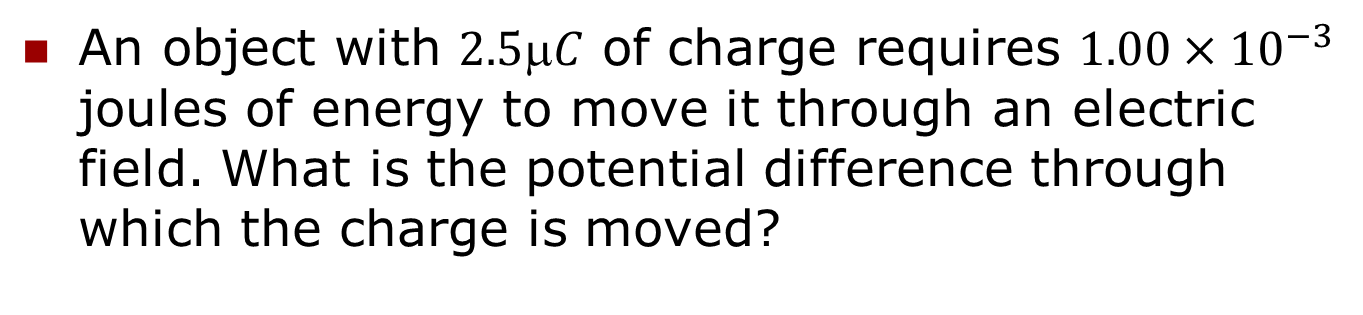 ▪ An object with 2.5μC of charge requires 1.00 × 10⁻³
joules of energy to move it through an electric
field. What is the potential difference through
which the charge is moved?